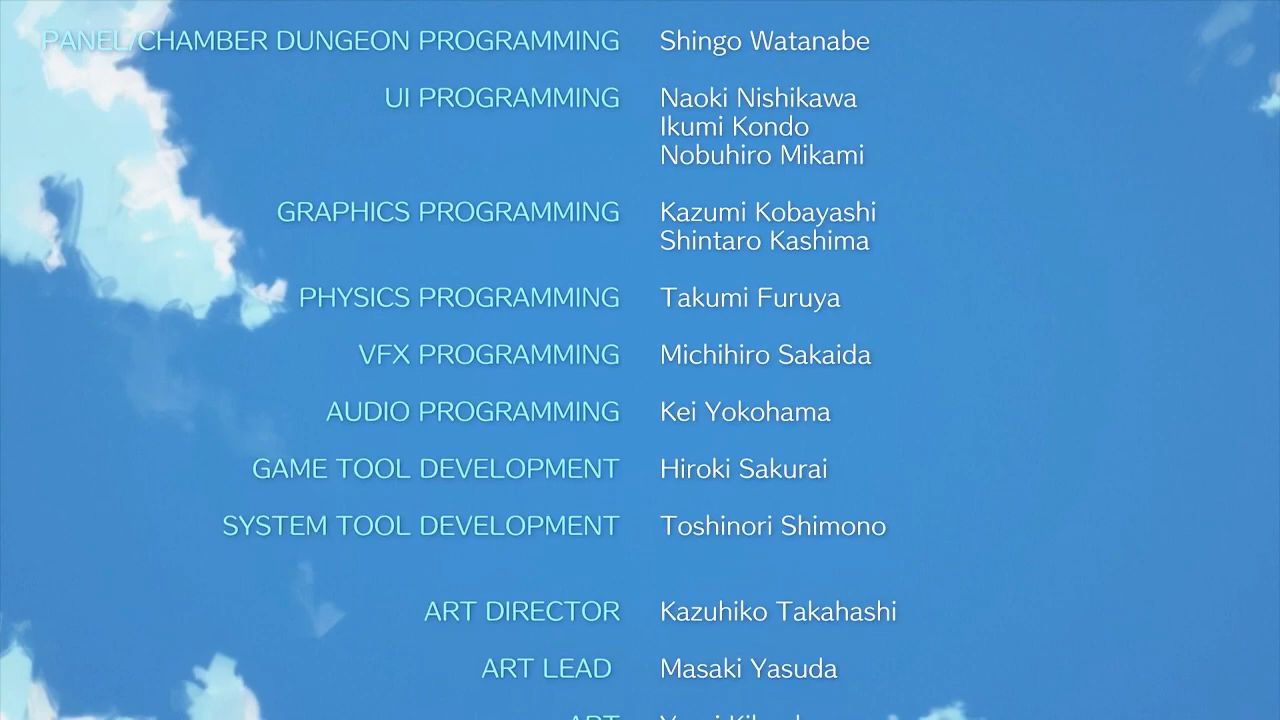 PANEL/CHAMBER DUNGEON PROGRAMMING Shingo Watanabe
UI PROGRAMMING Naoki Nishikawa
Ikumi Kondo
Nobuhiro Mikami
GRAPHICS PROGRAMMING Kazumi Kobayashi
Shintaro Kashima
PHYSICS PROGRAMMING Takumi Furuya
VFX PROGRAMMING Michihiro Sakaida
AUDIO PROGRAMMING Kei Yokohama
GAME TOOL DEVELOPMENT Hiroki Sakurai
SYSTEM TOOL DEVELOPMENT Toshinori Shimono
ART DIRECTOR Kazuhiko Takahashi
ART LEAD Masaki Yasuda
ART